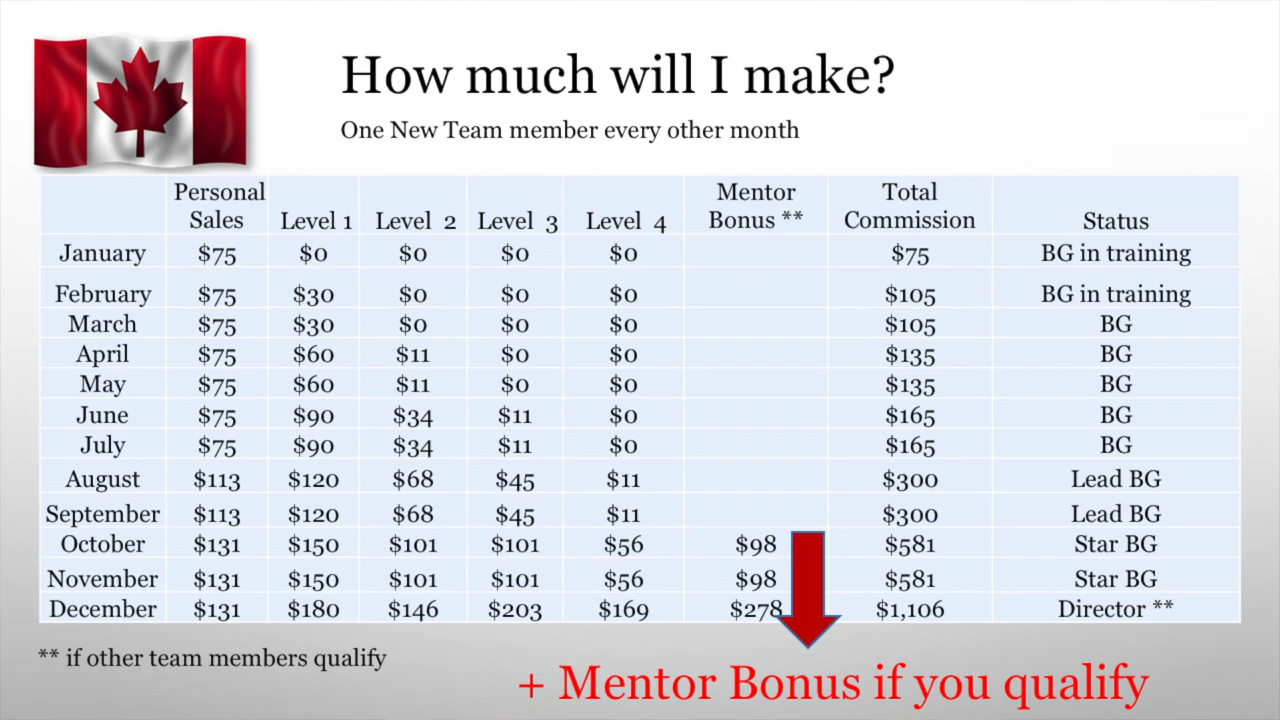 How much will I make?
One New Team member every other month
Personal Sales Level 1 Level 2 Level 3 Level 4 Mentor Bonus ** Total Commission Status
January $75 $0 $0 $0 $0 $75 BG in training
February $75 $30 $0 $0 $0 $105 BG in training
March $75 $30 $0 $0 $0 $105 BG
April $75 $60 $11 $0 $0 $135 BG
May $75 $60 $11 $0 $0 $135 BG
June $75 $90 $34 $11 $0 $165 BG
July $75 $90 $34 $11 $0 $165 BG
August $113 $120 $68 $45 $11 $300 Lead BG
September $113 $120 $68 $45 $11 $300 Lead BG
October $131 $150 $101 $101 $56 $98 $581 Star BG
November $131 $150 $101 $101 $56 $98 $581 Star BG
December $131 $180 $146 $203 $169 $278 $1,106 Director **
** if other team members qualify
+ Mentor Bonus if you qualify